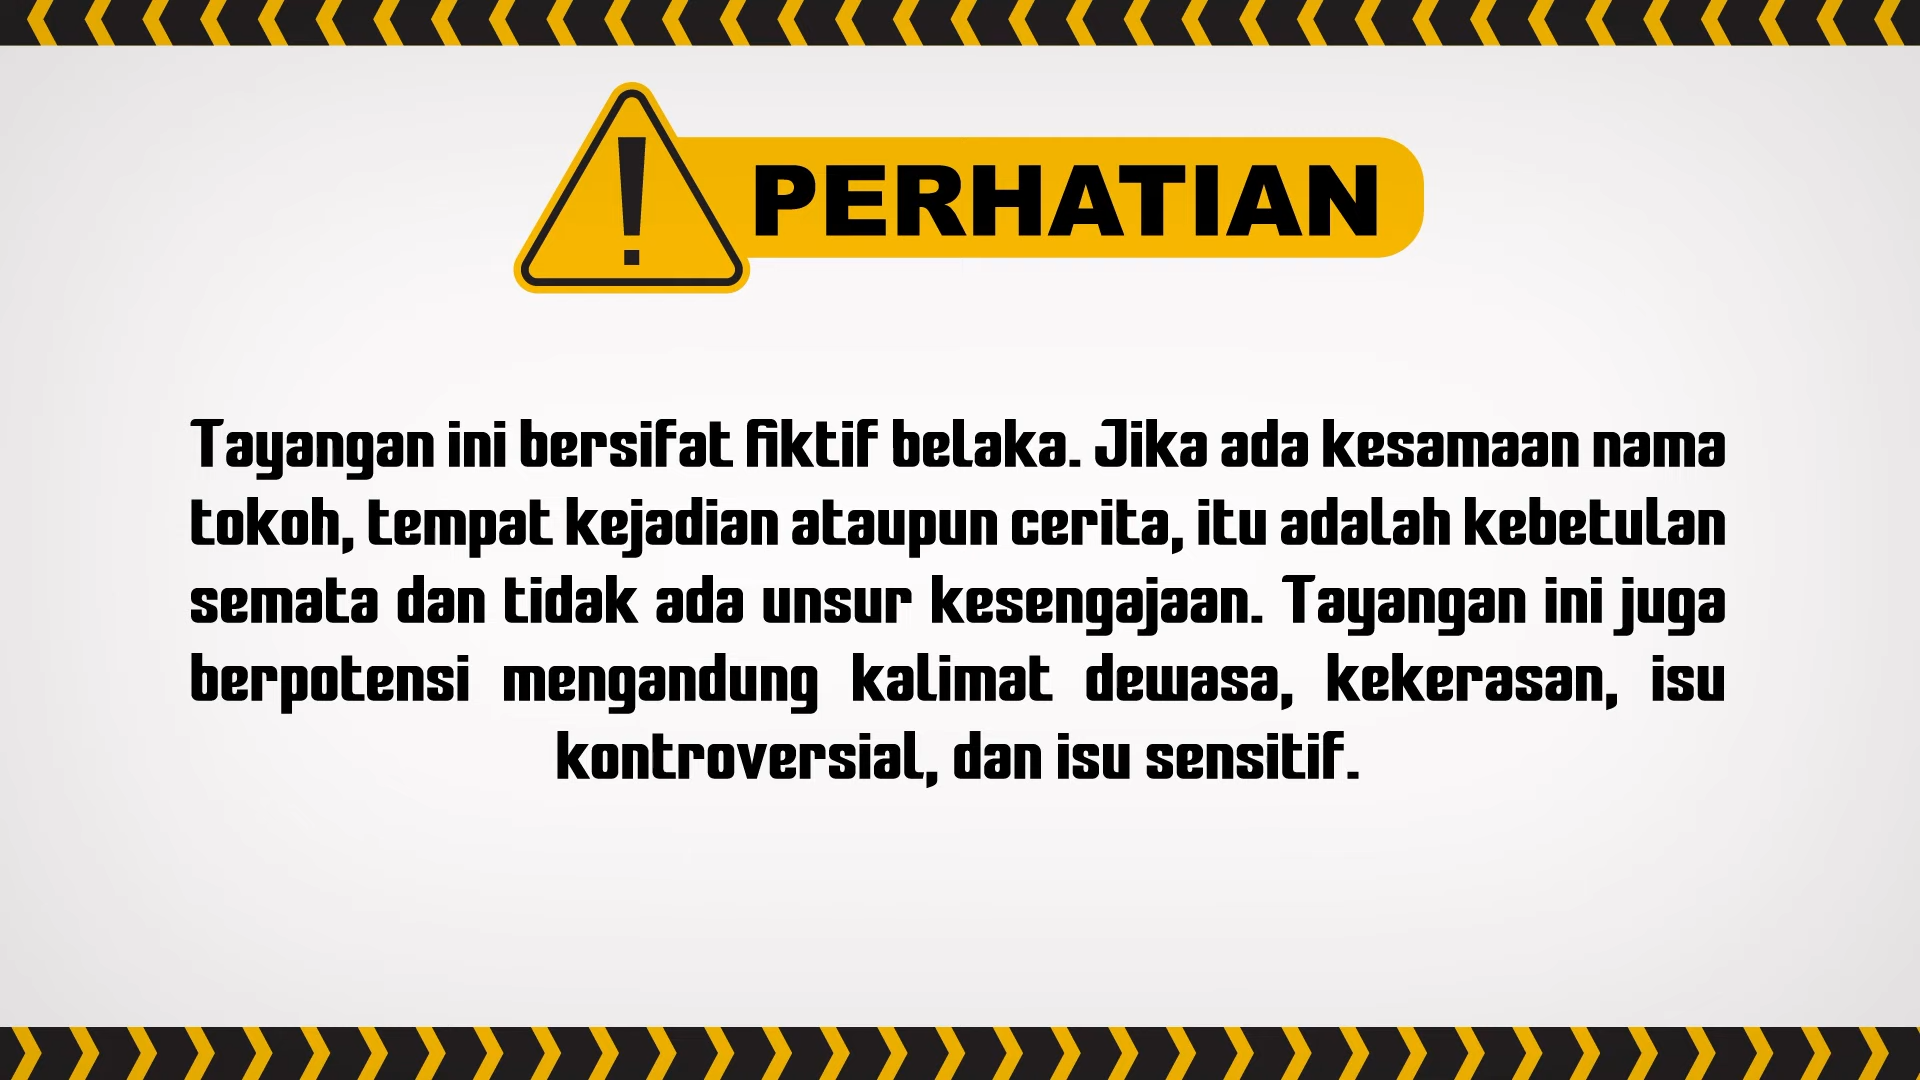 PERHATIAN
Tayangan ini bersifat fiktif belaka. Jika ada kesamaan nama
tokoh, tempat kejadian ataupun cerita, itu adalah kebetulan
semata dan tidak ada unsur kesengajaan. Tayangan ini juga
berpotensi mengandung kalimat dewasa, kekerasan, isu
kontroversial, dan isu sensitif.